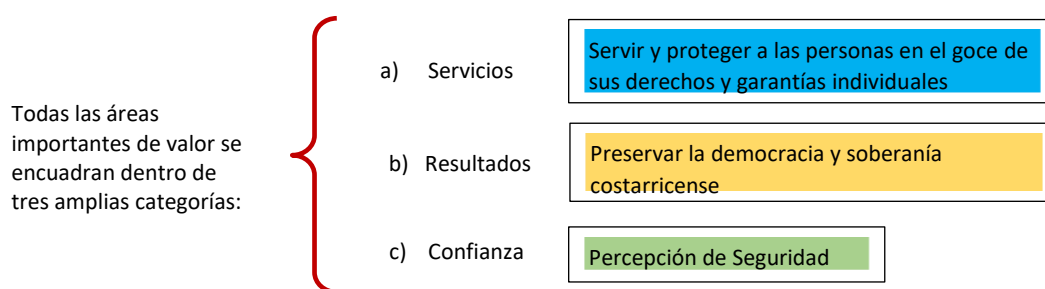 Todas las áreas
importantes de valor se
encuadran dentro de
tres amplias categorías:
a) Servicios
Servir y proteger a las personas en el goce de
sus derechos y garantías individuales
b) Resultados
Preservar la democracia y soberanía
costarricense
c) Confianza
Percepción de Seguridad